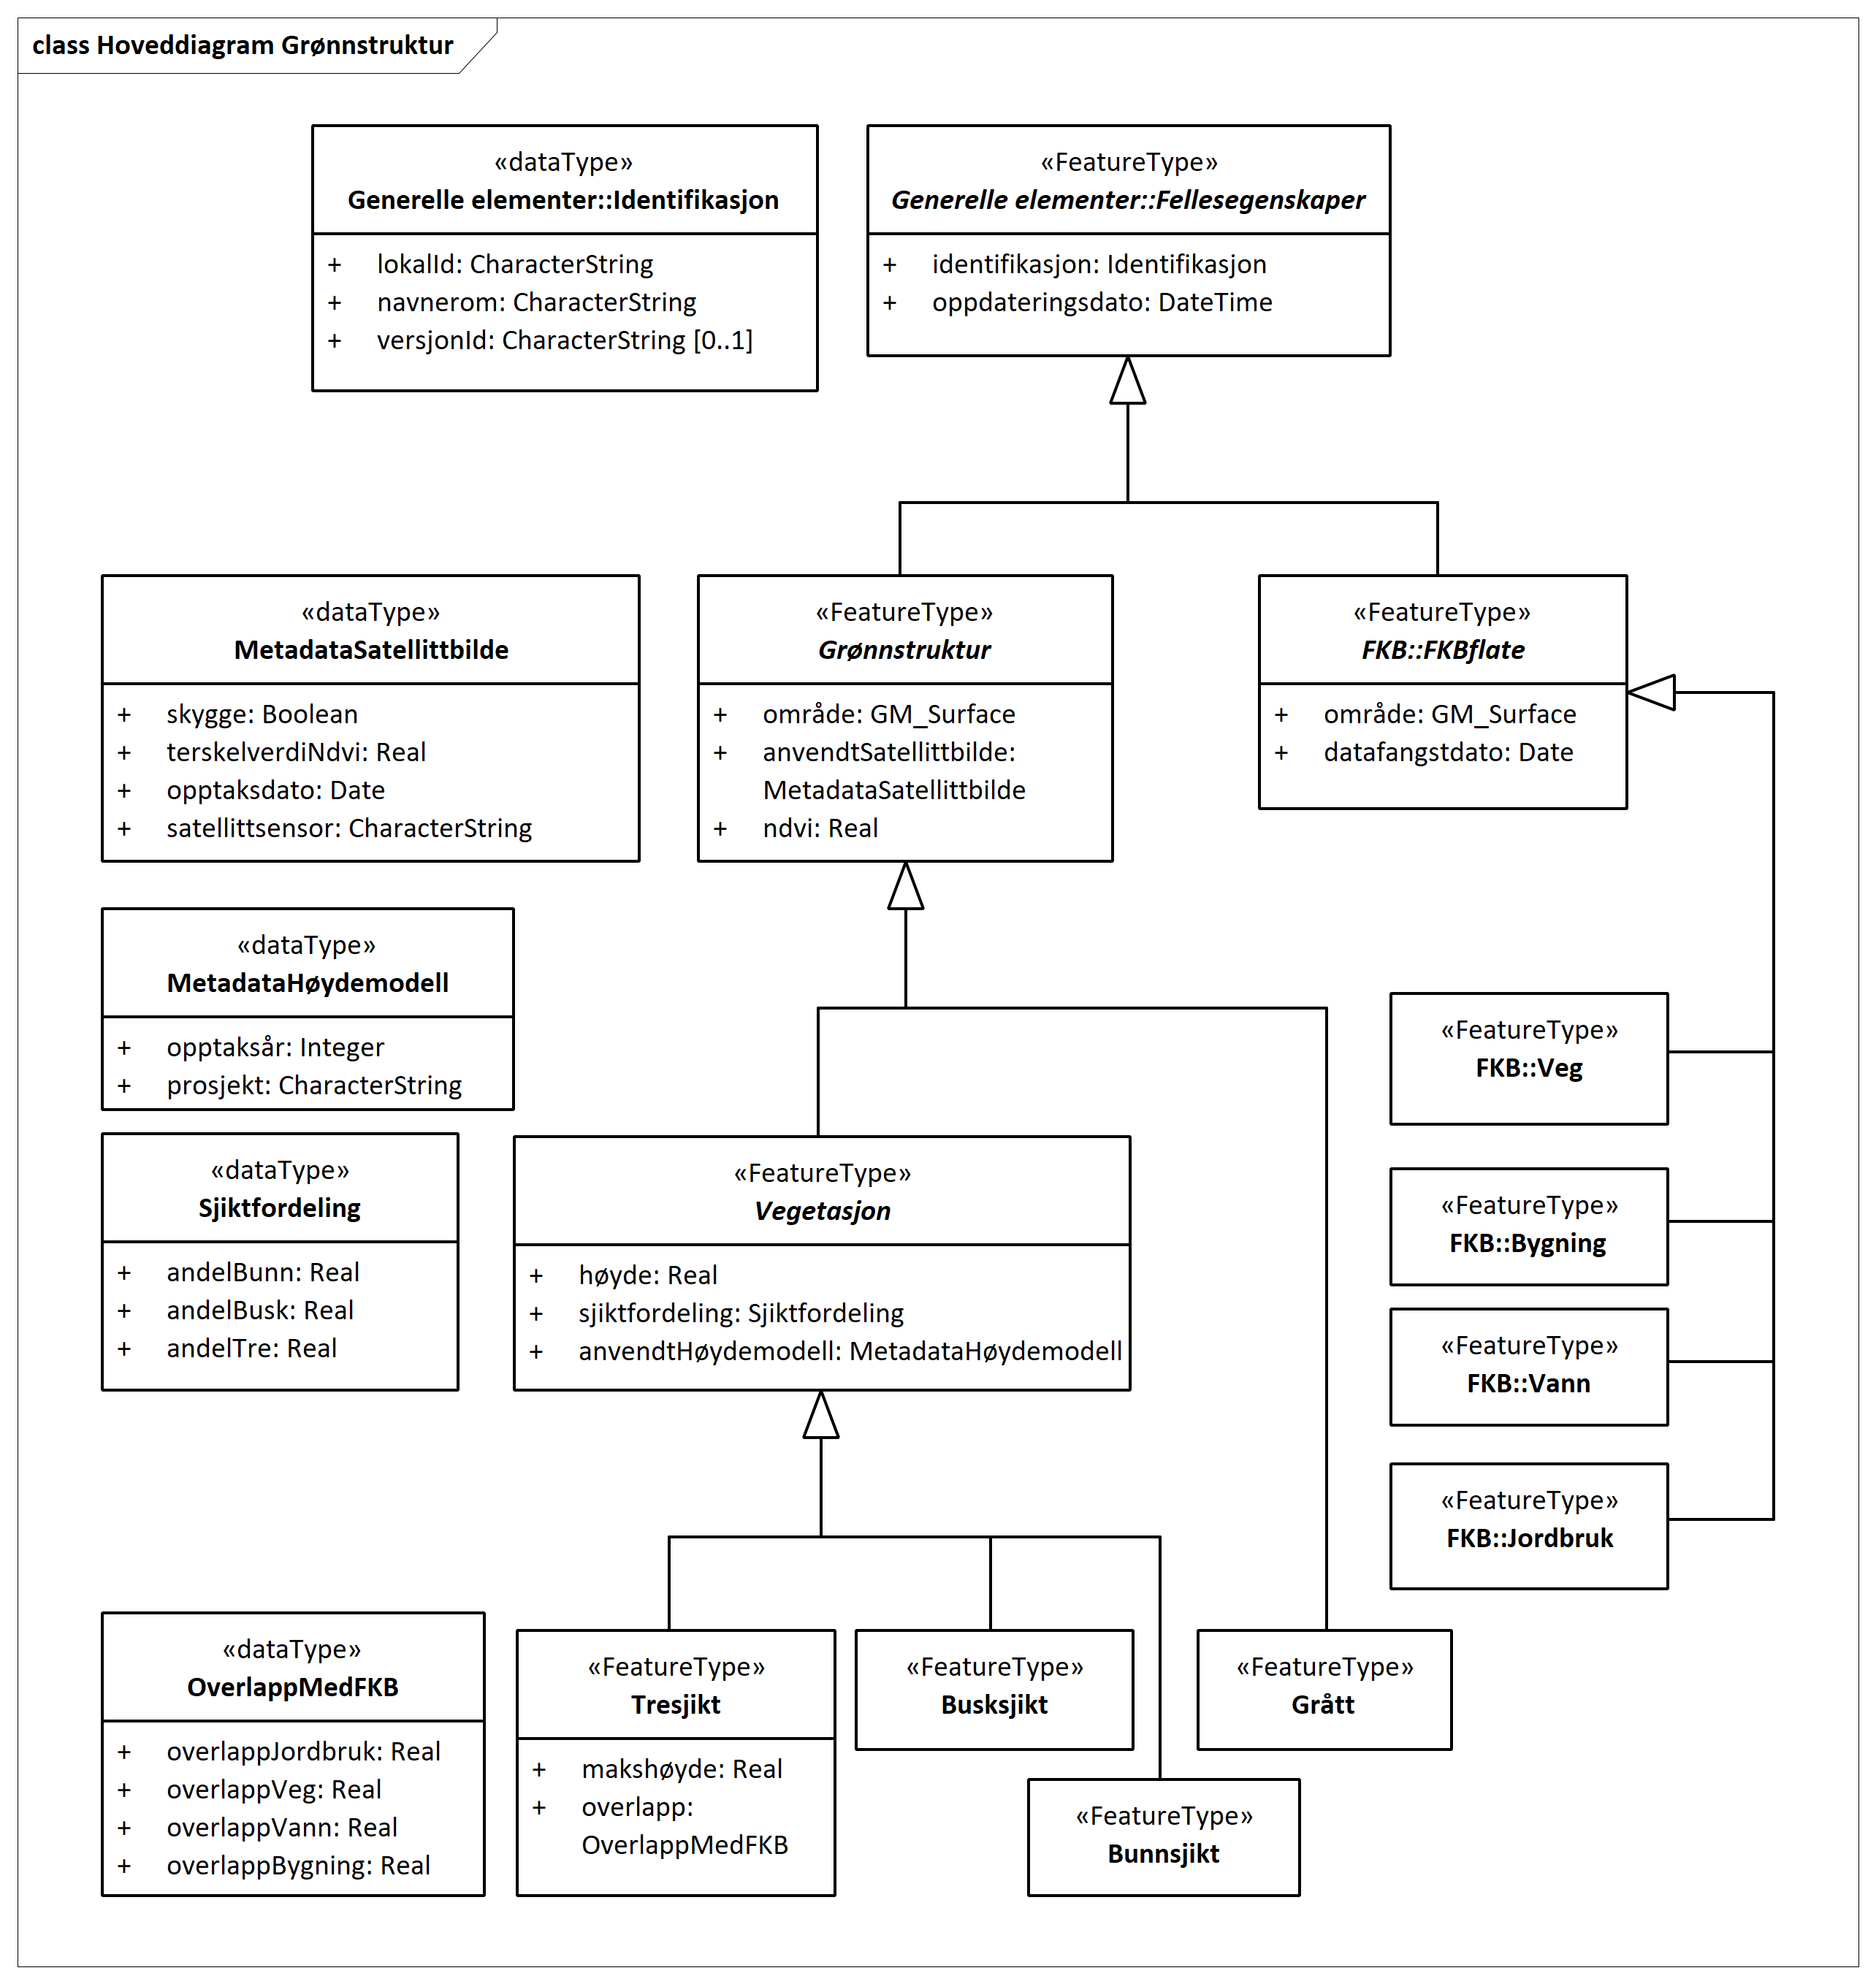 class Hoveddiagram Grønnstruktur
«dataType»
Generelle elementer::Identifikasjon
+ lokalId: CharacterString
+ navnerom: CharacterString
+ versjonId: CharacterString [0..1]
«FeatureType»
Generelle elementer::Fellesegenskaper
+ identifikasjon: Identifikasjon
+ oppdateringsdato: DateTime
«dataType»
MetadataSatellittbilde
+ skygge: Boolean
+ terskelverdiNdvi: Real
+ opptaksdato: Date
+ satellittsensor: CharacterString
«FeatureType»
Grønnstruktur
+ område: GM_Surface
+ anvendtSatellittbilde:
MetadataSatellittbilde
+ ndvi: Real
«FeatureType»
FKB::FKBflate
+ område: GM_Surface
+ datafangstdato: Date
«dataType»
MetadataHøydemodell
+ opptaksår: Integer
+ prosjekt: CharacterString
«FeatureType»
FKB::Veg
«dataType»
Sjiktfordeling
+ andelBunn: Real
+ andelBusk: Real
+ andelTre: Real
«FeatureType»
Vegetasjon
+ høyde: Real
+ sjiktfordeling: Sjiktfordeling
+ anvendtHøydemodell: MetadataHøydemodell
«FeatureType»
FKB::Bygning
«FeatureType»
FKB::Vann
«FeatureType»
FKB::Jordbruk
«dataType»
OverlappMedFKB
+ overlappJordbruk: Real
+ overlappVeg: Real
+ overlappVann: Real
+ overlappBygning: Real
«FeatureType»
Tresjikt
+ makshøyde: Real
+ overlapp:
OverlappMedFKB
«FeatureType»
Busksjikt
«FeatureType»
Grått
«FeatureType»
Bunnsjikt